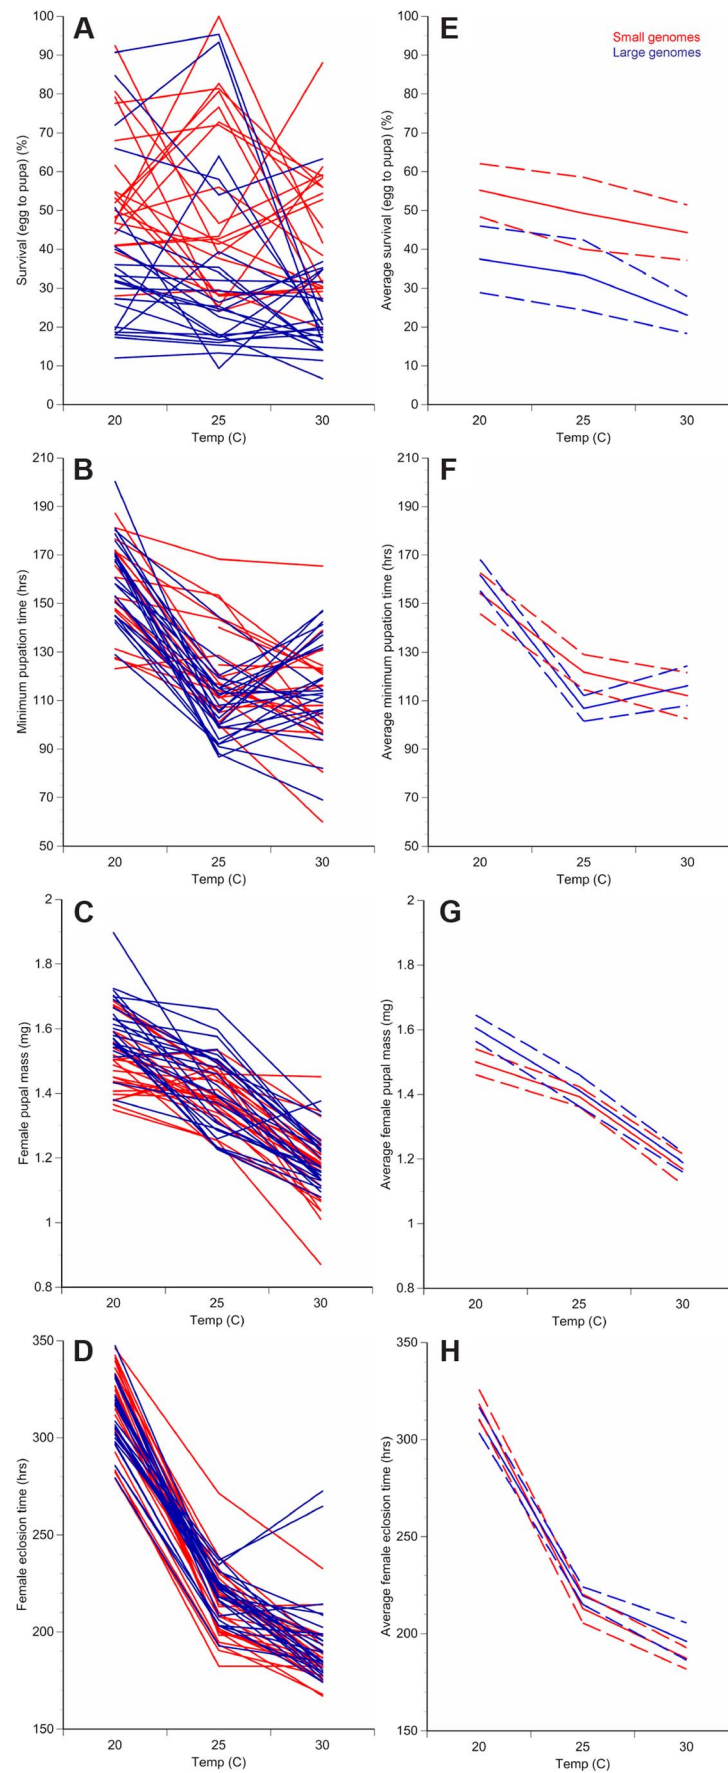 A
100
90
80
70
60
50
40
30
20
10
0
Survival (egg to pupa) (%)
20 25 30
Temp (C)
E
Small genomes
Large genomes
100
90
80
70
60
50
40
30
20
10
0
Average survival (egg to pupa) (%)
20 25 30
Temp (C)
B
210
190
170
150
130
110
90
70
50
Minimum pupation time (hrs)
20 25 30
Temp (C)
F
210
190
170
150
130
110
90
70
50
Average minimum pupation time (hrs)
20 25 30
Temp (C)
C
2
1.8
1.6
1.4
1.2
1
0.8
Female pupal mass (mg)
20 25 30
Temp (C)
G
2
1.8
1.6
1.4
1.2
1
0.8
Average female pupal mass (mg)
20 25 30
Temp (C)
D
350
300
250
200
150
Female eclosion time (hrs)
20 25 30
Temp (C)
H
350
300
250
200
150
Average female eclosion time (hrs)
20 25 30
Temp (C)